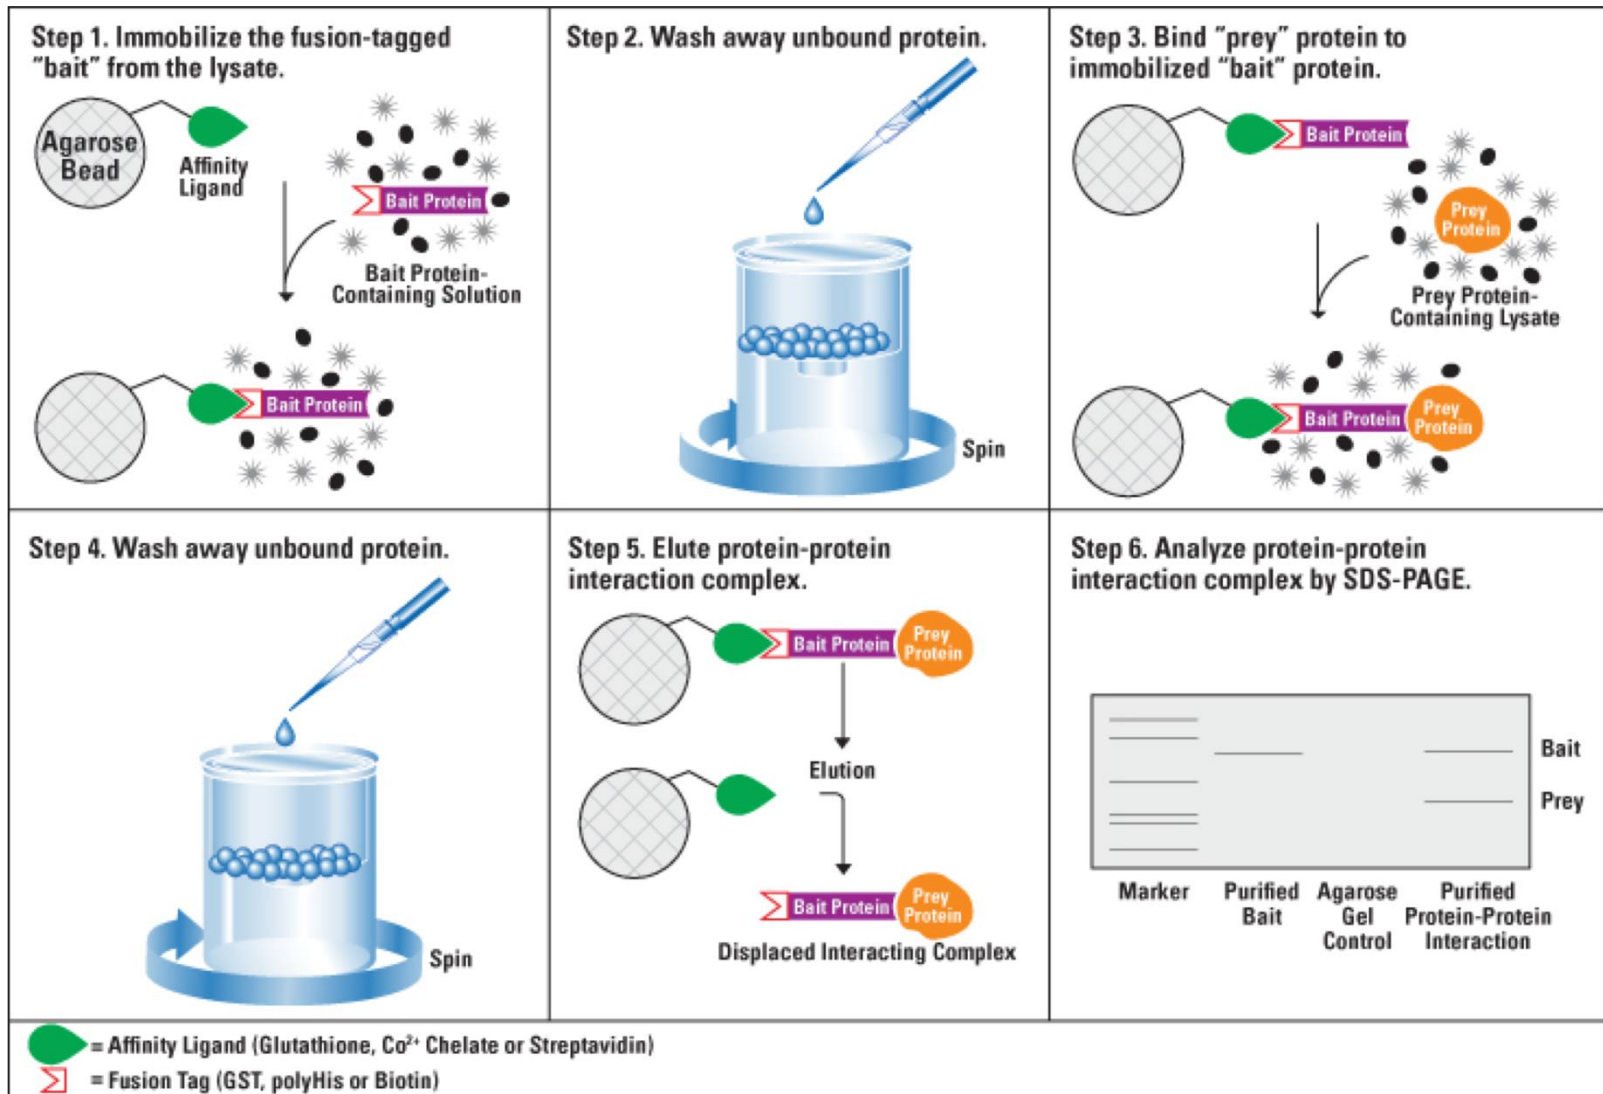 Step 1. Immobilize the fusion-tagged
"bait" from the lysate.
Agarose
Bead
Affinity
Ligand
Bait Protein
Bait Protein-
Containing Solution
Bait Protein
Step 2. Wash away unbound protein.
Spin
Step 3. Bind "prey" protein to
immobilized "bait" protein.
Bait Protein
Prey
Protein
Prey Protein-
Containing Lysate
Bait Protein
Prey
Protein
Step 4. Wash away unbound protein.
Spin
Step 5. Elute protein-protein
interaction complex.
Bait Protein
Prey
Protein
Elution
Bait Protein
Prey
Protein
Displaced Interacting Complex
Step 6. Analyze protein-protein
interaction complex by SDS-PAGE.
Bait
Prey
Marker
Purified
Bait
Agarose
Gel
Control
Purified
Protein-Protein
Interaction
= Affinity Ligand (Glutathione, Co²⁺ Chelate or Streptavidin)
= Fusion Tag (GST, polyHis or Biotin)